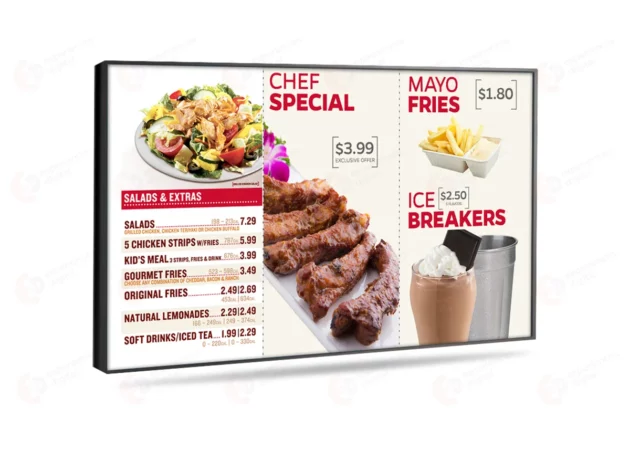 SALADS & EXTRAS
SALADS 7.29
GRILLED CHICKEN, CHICKEN TERIYAKI OR CHICKEN BUFFALO
5 CHICKEN STRIPS W/FRIES 5.99
KID'S MEAL 3 STRIPS, FRIES & DRINK 3.99
GOURMET FRIES 3.49
CHOOSE ANY COMBINATION OF CHEDDAR, BACON & RANCH
ORIGINAL FRIES 2.49|2.69
NATURAL LEMONADES 2.29|2.49
SOFT DRINKS/ICED TEA 1.99|2.29
CHEF
SPECIAL
[$3.99]
EXCLUSIVE OFFER
MAYO
FRIES
[$1.80]
ICE
[$2.50]
BREAKERS